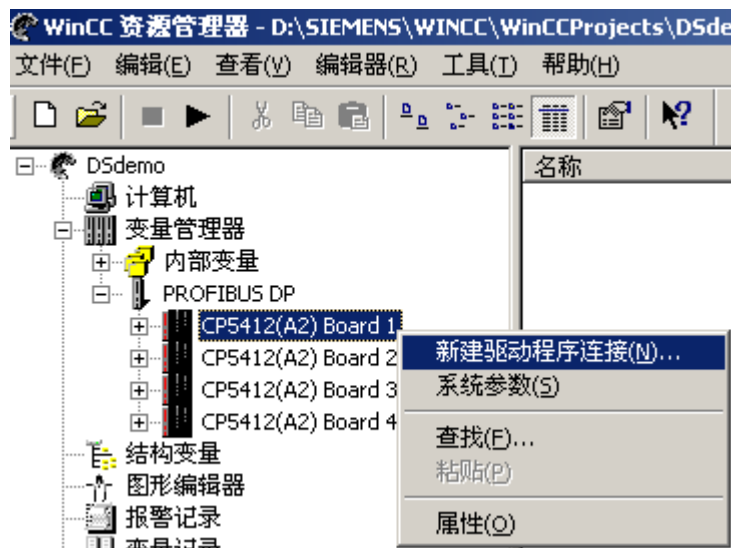 WinCC 资源管理器 - D:\SIEMENS\WINCC\WinCCProjects\DSde
文件(F) 编辑(E) 查看(V) 编辑器(R) 工具(T) 帮助(H)
名称
DSdemo
计算机
变量管理器
内部变量
PROFIBUS DP
CP5412(A2) Board 1
CP5412(A2) Board 2
CP5412(A2) Board 3
CP5412(A2) Board 4
结构变量
图形编辑器
报警记录
变量记录
新建驱动程序连接(N)...
系统参数(S)
查找(F)...
粘贴(P)
属性(O)